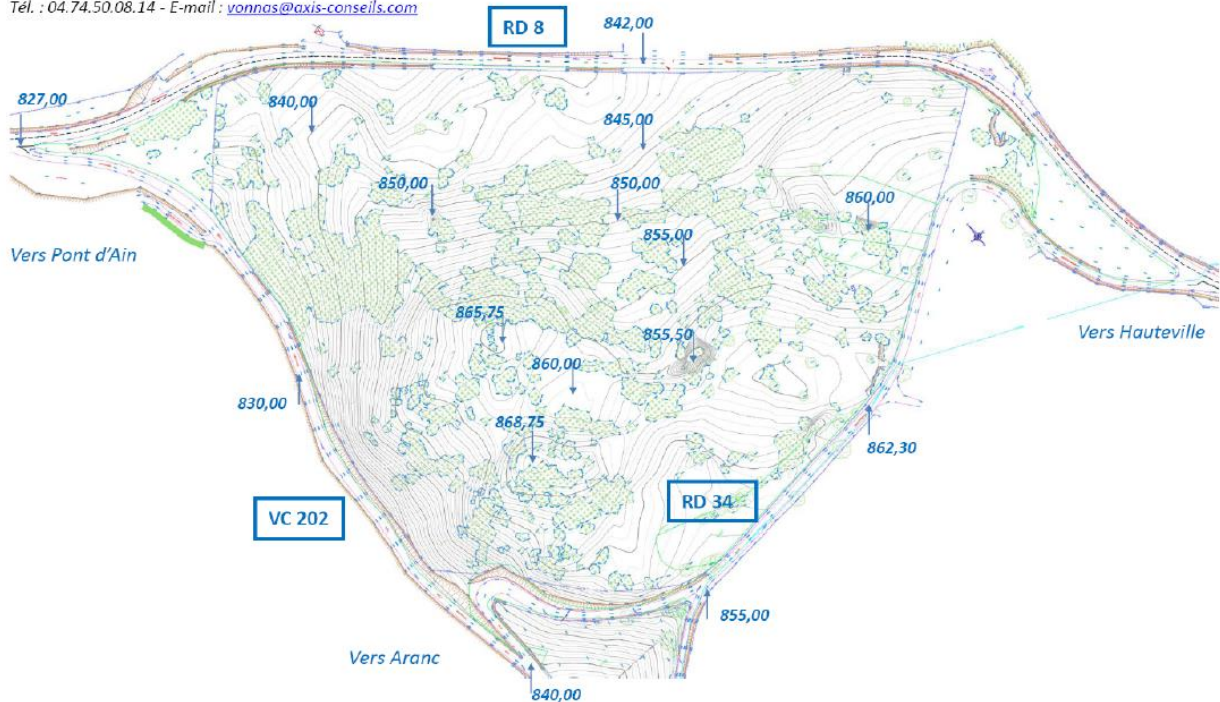 Tél. : 04.74.50.08.14 - E-mail : vonnas@axis-conseils.com
RD 8
842,00
827,00
840,00
845,00
850,00
850,00
860,00
855,00
Vers Pont d'Ain
865,75
855,50
Vers Hauteville
860,00
830,00
868,75
862,30
RD 34
VC 202
855,00
Vers Aranc
840,00